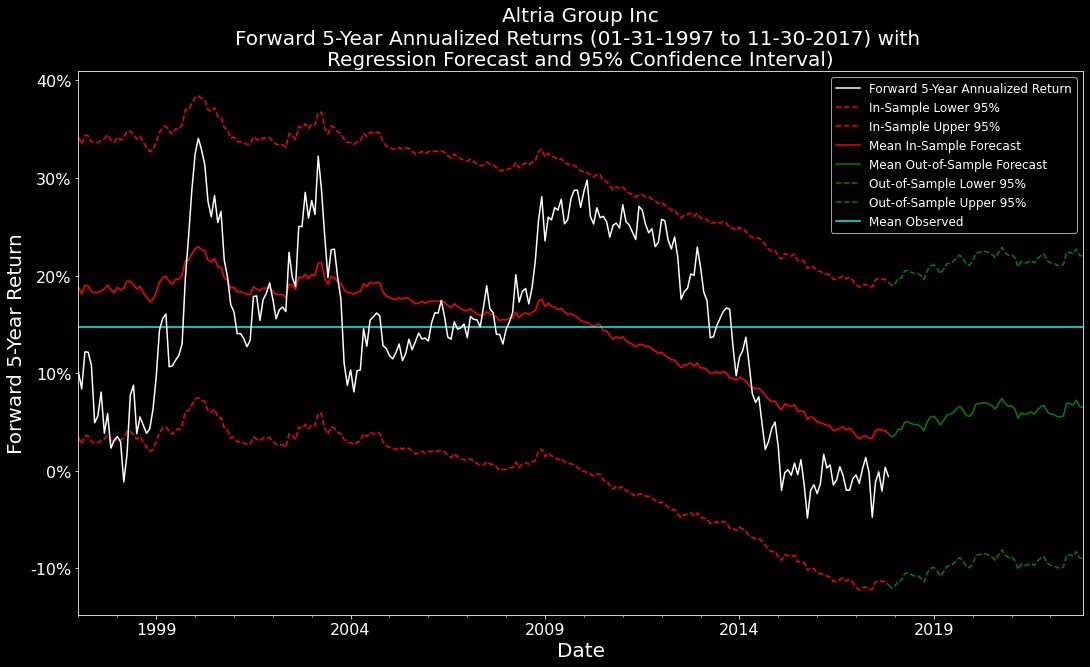 Altria Group Inc
Forward 5-Year Annualized Returns (01-31-1997 to 11-30-2017) with
Regression Forecast and 95% Confidence Interval)
Forward 5-Year Return
40%
30%
20%
10%
0%
-10%
Forward 5-Year Annualized Return
In-Sample Lower 95%
In-Sample Upper 95%
Mean In-Sample Forecast
Mean Out-of-Sample Forecast
Out-of-Sample Lower 95%
Out-of-Sample Upper 95%
Mean Observed
1999 2004 2009 2014 2019
Date